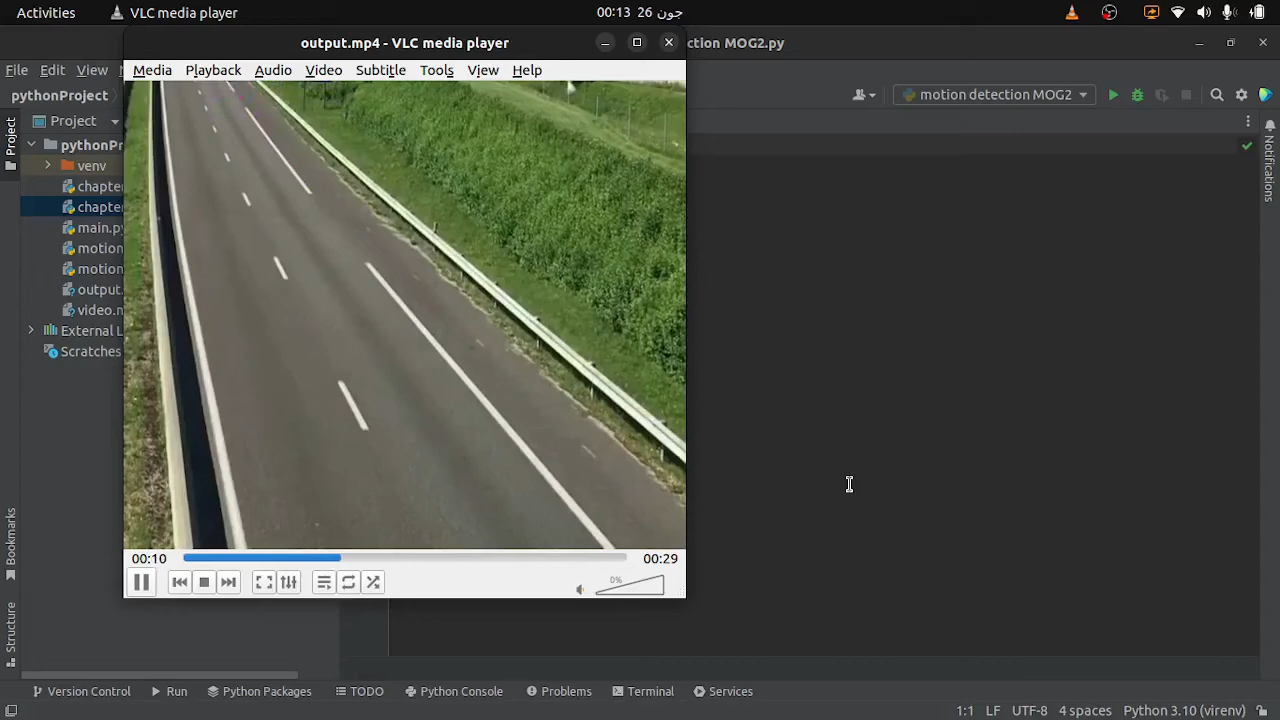 Activities VLC media player 00:13 26 جون
output.mp4 - VLC media player
ction MOG2.py
Media Playback Audio Video Subtitle Tools View Help
File Edit View
pythonProject
motion detection MOG2
Project
Project
pythonPr
venv
chapter
chapter
main.py
motion
motion
output.
video.m
External L
Scratches
Notifications
Bookmarks
Structure
00:10 00:29
0%
Version Control Run Python Packages TODO Python Console Problems Terminal Services
1:1 LF UTF-8 4 spaces Python 3.10 (virenv)